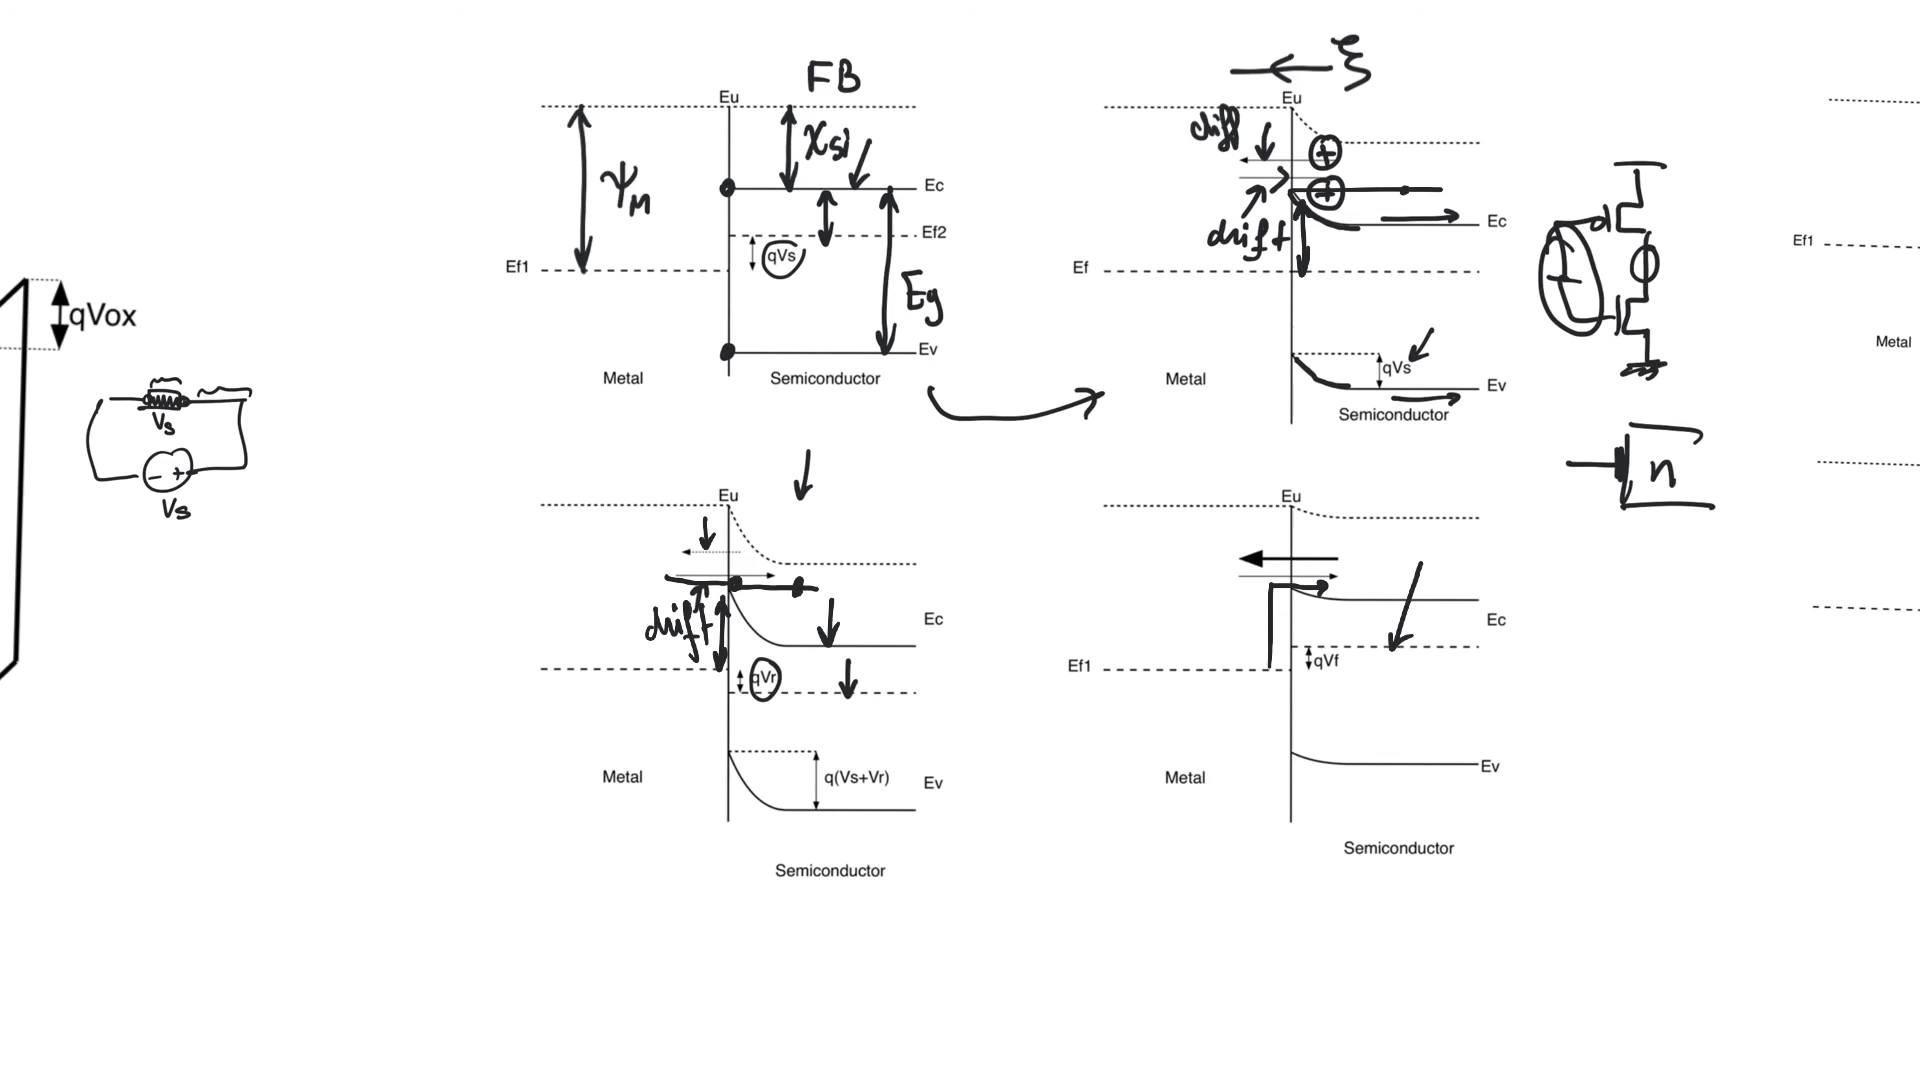 qVox
Vs
Vs
FB
Eu
χsi
ΨM
Ec
Ef2
qVs
Ef1
Eg
Ev
Metal
Semiconductor
ξ
Eu
diff
+
+
drift
Ec
Ef
qVs
Ev
Metal
Semiconductor
n
Eu
drift
Ec
qVr
q(Vs+Vr)
Ev
Metal
Semiconductor
Eu
Ec
Ef1
qVf
Ev
Metal
Semiconductor
Ef1
Metal